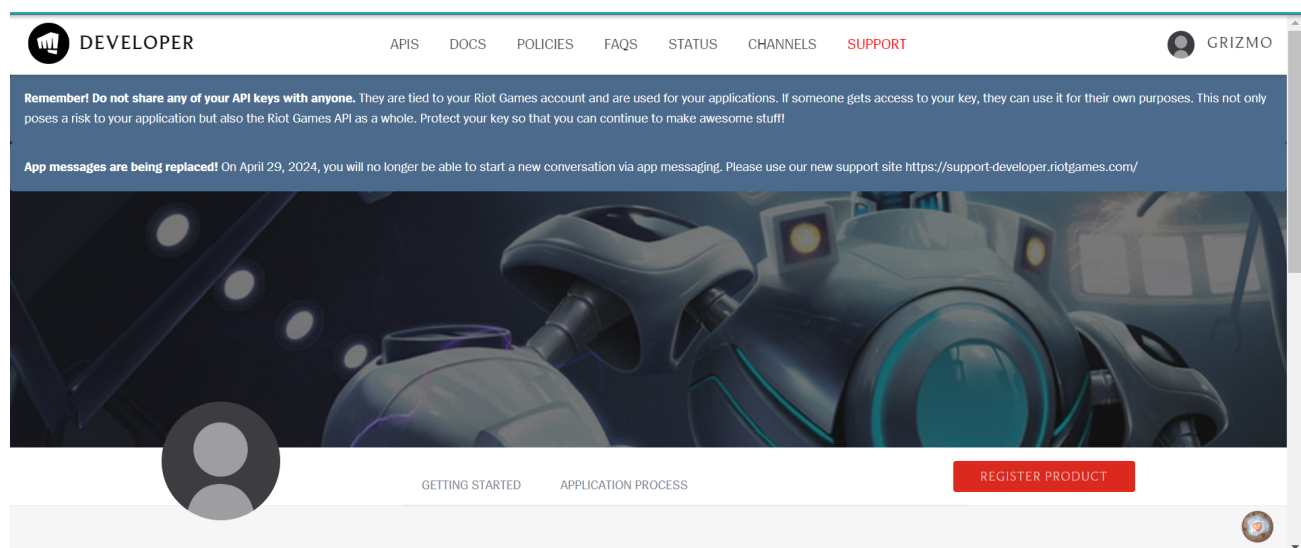 DEVELOPER
APIS DOCS POLICIES FAQS STATUS CHANNELS SUPPORT
GRIZMO
Remember! Do not share any of your API keys with anyone. They are tied to your Riot Games account and are used for your applications. If someone gets access to your key, they can use it for their own purposes. This not only
poses a risk to your application but also the Riot Games API as a whole. Protect your key so that you can continue to make awesome stuff!
App messages are being replaced! On April 29, 2024, you will no longer be able to start a new conversation via app messaging. Please use our new support site https://support-developer.riotgames.com/
GETTING STARTED APPLICATION PROCESS
REGISTER PRODUCT